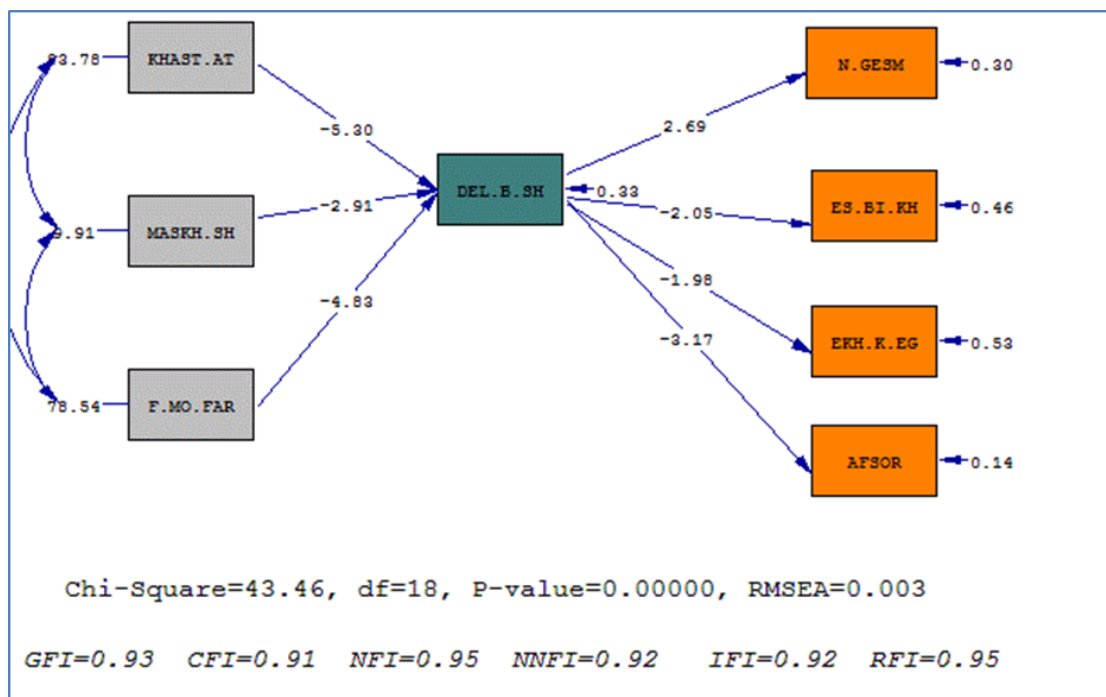 93.78 KHAST.AT
N.GESM 0.30
-5.30
2.69
DEL.B.SH 0.33
MASKH.SH
-2.91
-2.05
ES.BI.KH 0.46
9.91
-4.83
-1.98
-3.17
EKH.K.EG 0.53
78.54 F.MO.FAR
AFSOR 0.14
Chi-Square=43.46, df=18, P-value=0.00000, RMSEA=0.003
GFI=0.93 CFI=0.91 NFI=0.95 NNFI=0.92 IFI=0.92 RFI=0.95